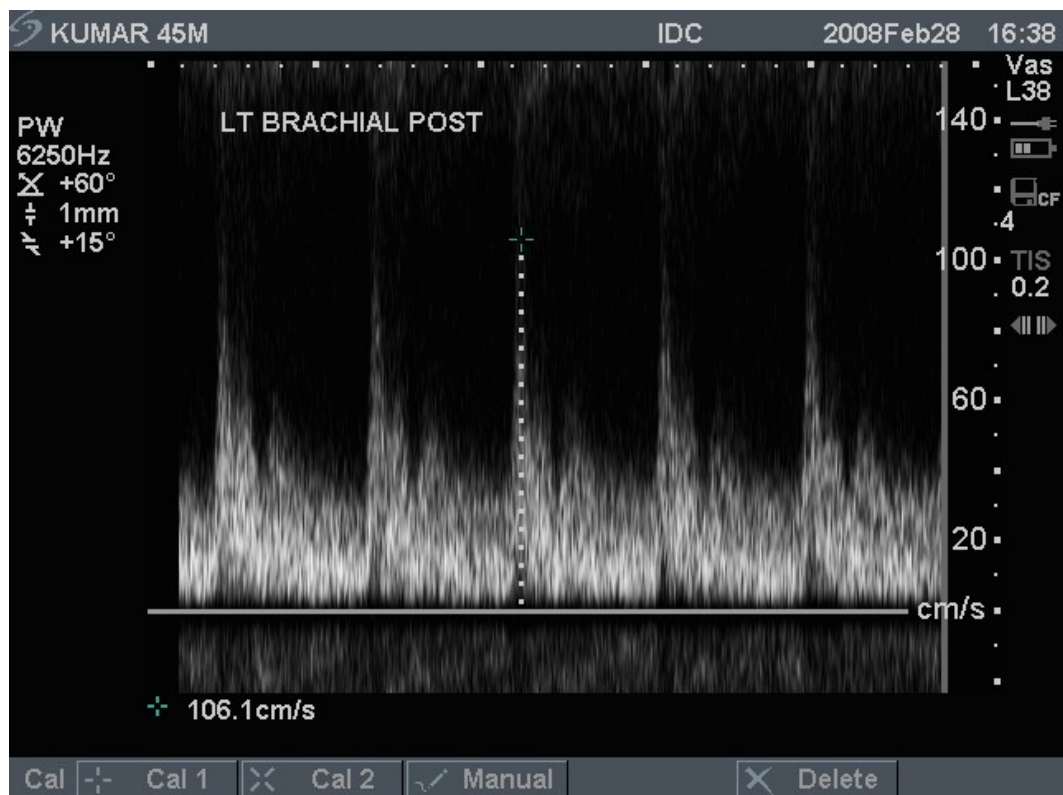 KUMAR 45M IDC 2008Feb28 16:38
Vas
L38
LT BRACHIAL POST
PW
6250Hz
+60°
1mm
+15°
140
CF
4
100
TIS
0.2
60
20
cm/s
106.1cm/s
Cal Cal 1 Cal 2 Manual Delete